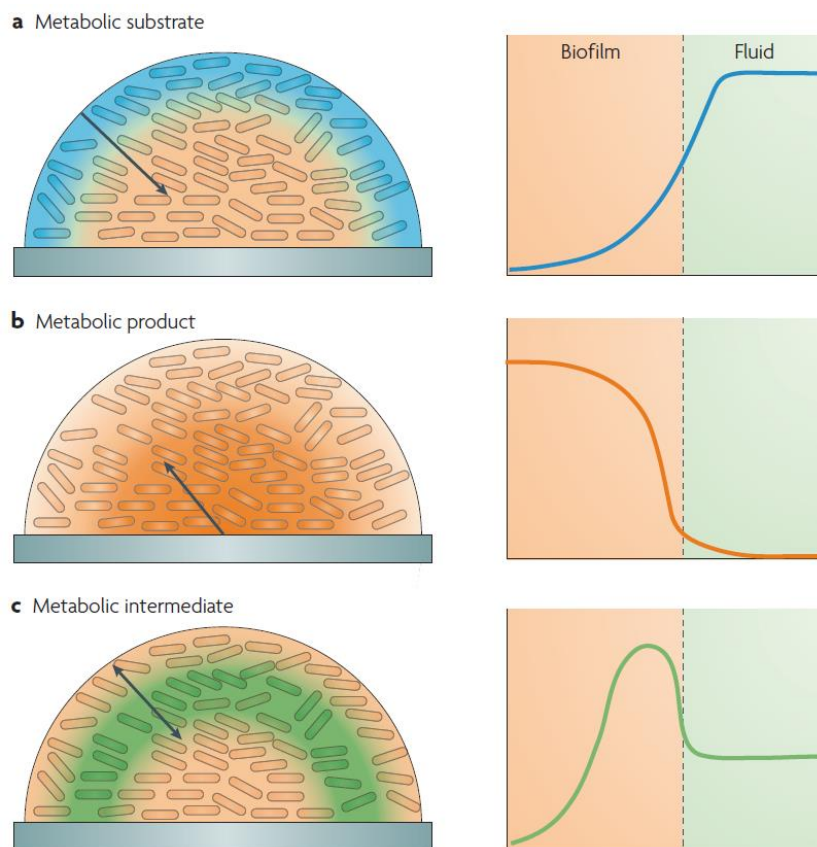 a Metabolic substrate
Biofilm Fluid
b Metabolic product
c Metabolic intermediate